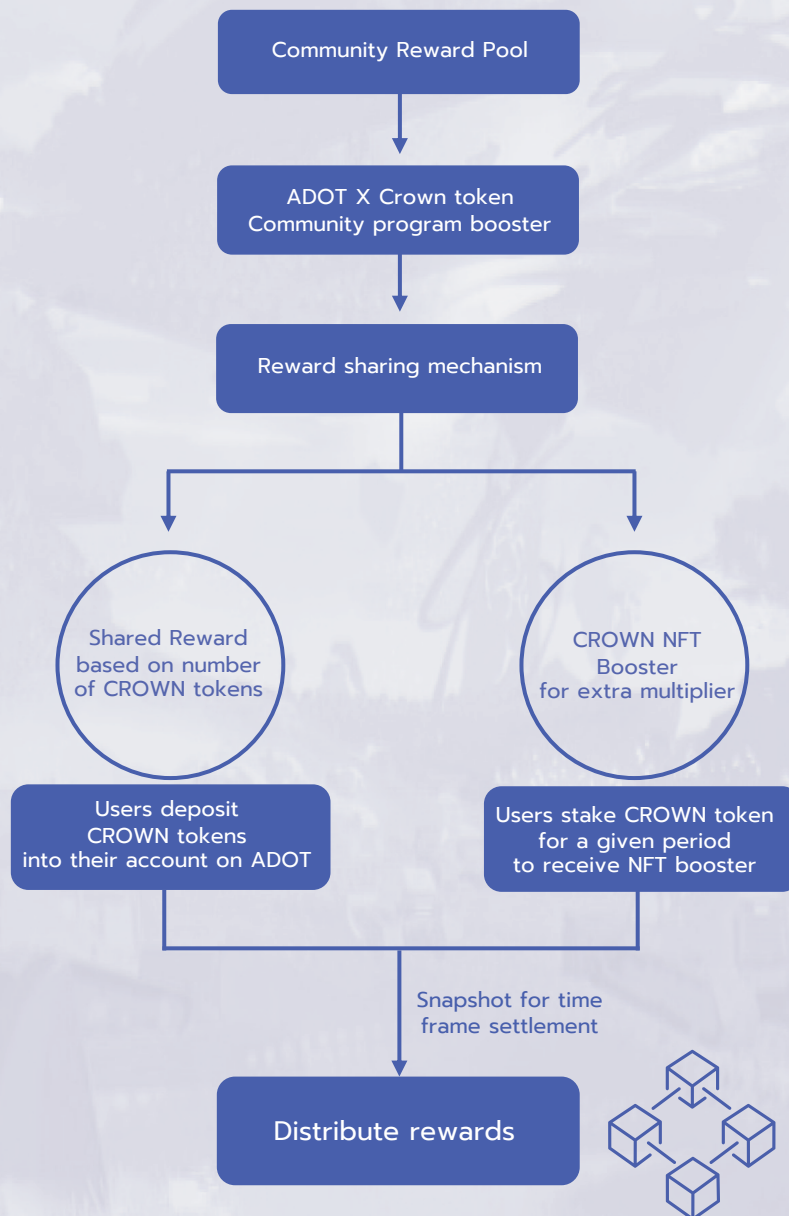 Community Reward Pool
ADOT X Crown token
Community program booster
Reward sharing mechanism
Shared Reward
based on number
of CROWN tokens
CROWN NFT
Booster
for extra multiplier
Users deposit
CROWN tokens
into their account on ADOT
Users stake CROWN token
for a given period
to receive NFT booster
Snapshot for time
frame settlement
Distribute rewards